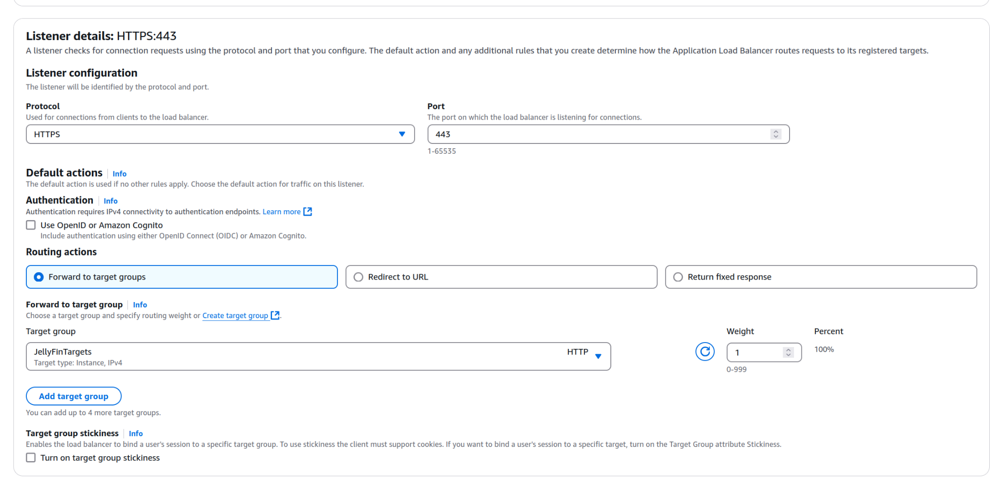 Listener details: HTTPS:443
A listener checks for connection requests using the protocol and port that you configure. The default action and any additional rules that you create determine how the Application Load Balancer routes requests to its registered targets.
Listener configuration
The listener will be identified by the protocol and port.
Protocol
Used for connections from clients to the load balancer.
HTTPS
Port
The port on which the load balancer is listening for connections.
443
1-65535
Default actions Info
The default action is used if no other rules apply. Choose the default action for traffic on this listener.
Authentication Info
Authentication requires IPv4 connectivity to authentication endpoints. Learn more
Use OpenID or Amazon Cognito
Include authentication using either OpenID Connect (OIDC) or Amazon Cognito.
Routing actions
Forward to target groups
Redirect to URL
Return fixed response
Forward to target group Info
Choose a target group and specify routing weight or Create target group.
Target group
JellyFinTargets
Target type: Instance, IPv4
HTTP
Weight
1
0-999
Percent
100%
Add target group
You can add up to 4 more target groups.
Target group stickiness Info
Enables the load balancer to bind a user's session to a specific target group. To use stickiness the client must support cookies. If you want to bind a user's session to a specific target, turn on the Target Group attribute Stickiness.
Turn on target group stickiness